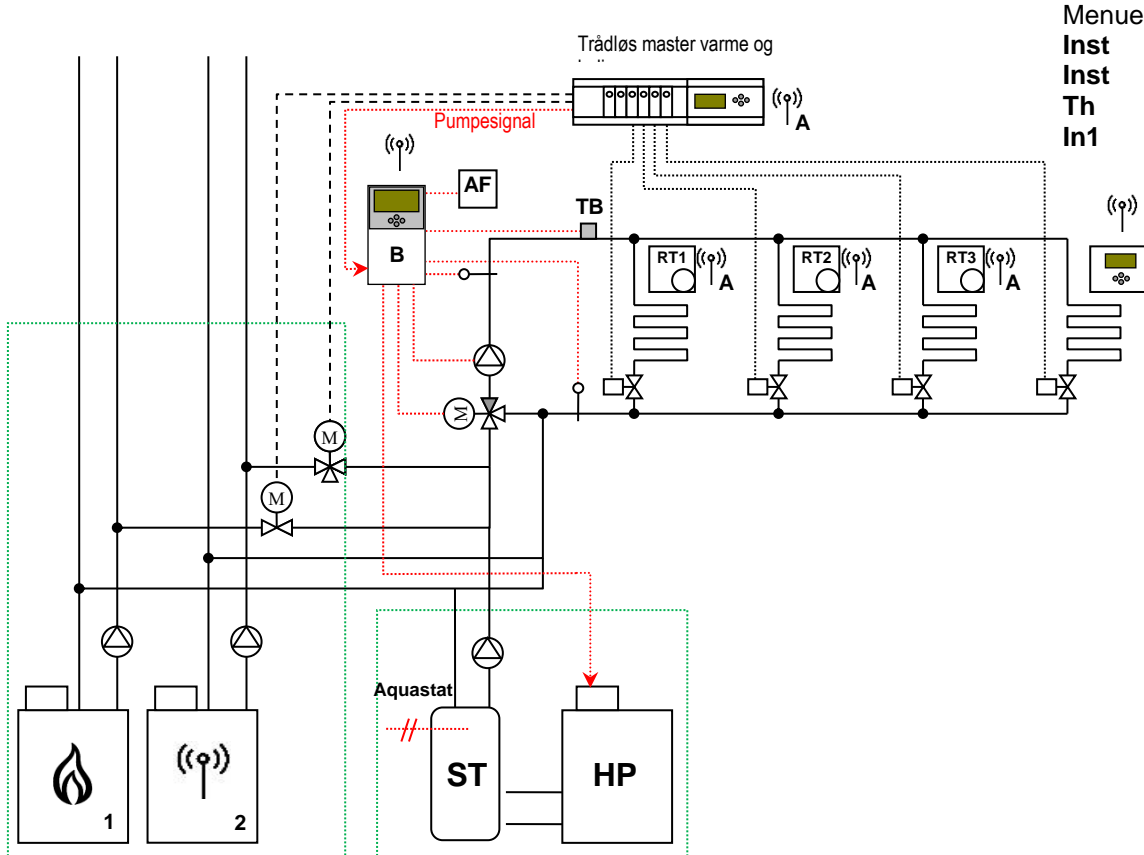 Menue
Inst
Inst
Th
In1
Trådløs master varme og
Pumpesignal
A
AF
TB
B
RT1
A
RT2
A
RT3
A
M
M
M
Aquastat
ST
HP
1
2